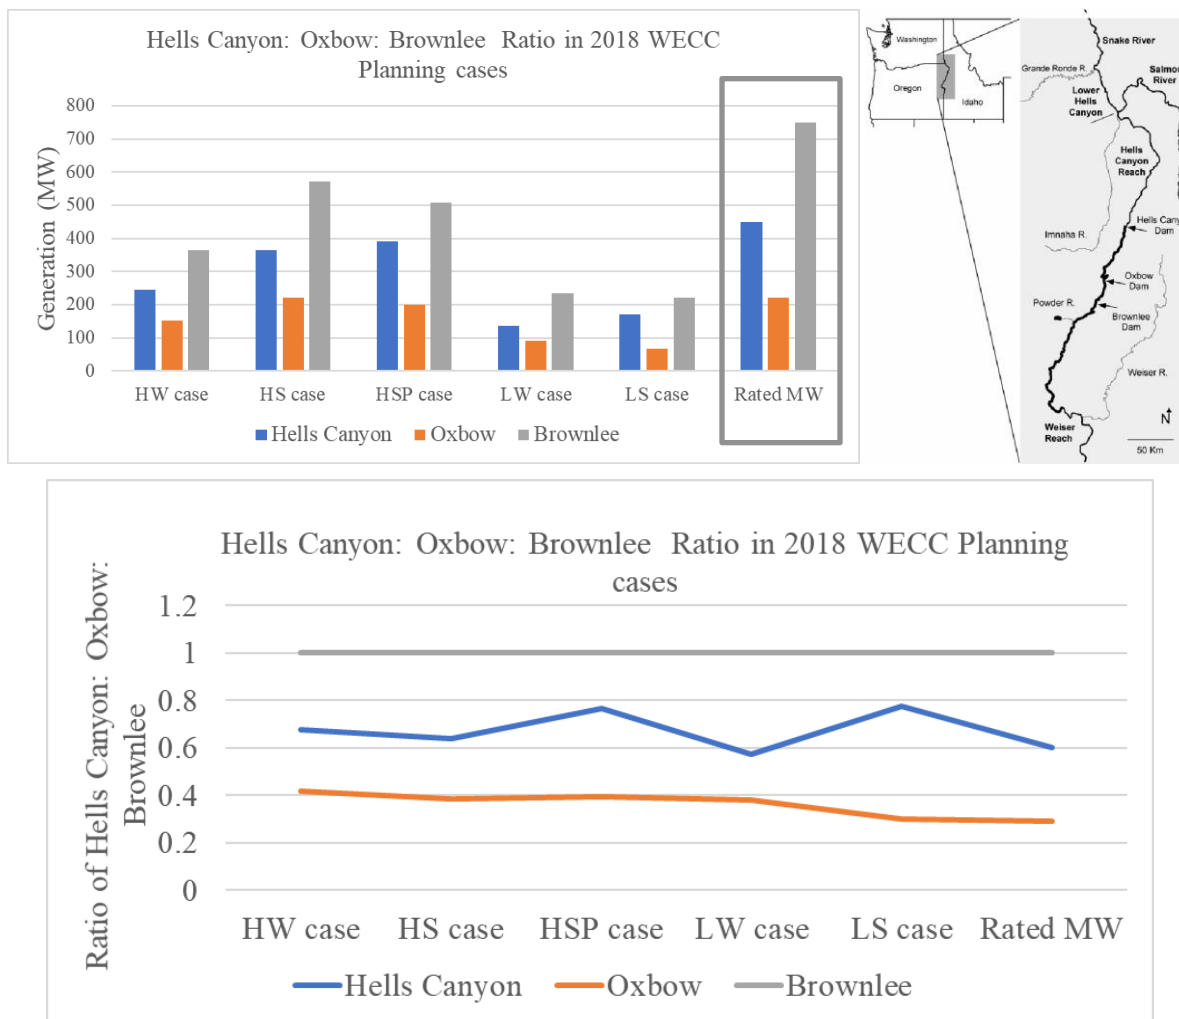 Hells Canyon: Oxbow: Brownlee Ratio in 2018 WECC
Planning cases
Generation (MW)
800
700
600
500
400
300
200
100
0
HW case
HS case
HSP case
LW case
LS case
Rated MW
Hells Canyon
Oxbow
Brownlee
Washington
Oregon
Idaho
Snake River
Grande Ronde R.
Salmon
River
Lower
Hells
Canyon
Hells
Canyon
Reach
Hells Cany
Dam
Imnaha R.
Oxbow
Dam
Powder R.
Brownlee
Dam
Weiser R.
N
Weiser
Reach
50 Km
Hells Canyon: Oxbow: Brownlee Ratio in 2018 WECC Planning
cases
Ratio of Hells Canyon: Oxbow:
Brownlee
1.2
1
0.8
0.6
0.4
0.2
0
HW case
HS case
HSP case
LW case
LS case
Rated MW
Hells Canyon
Oxbow
Brownlee